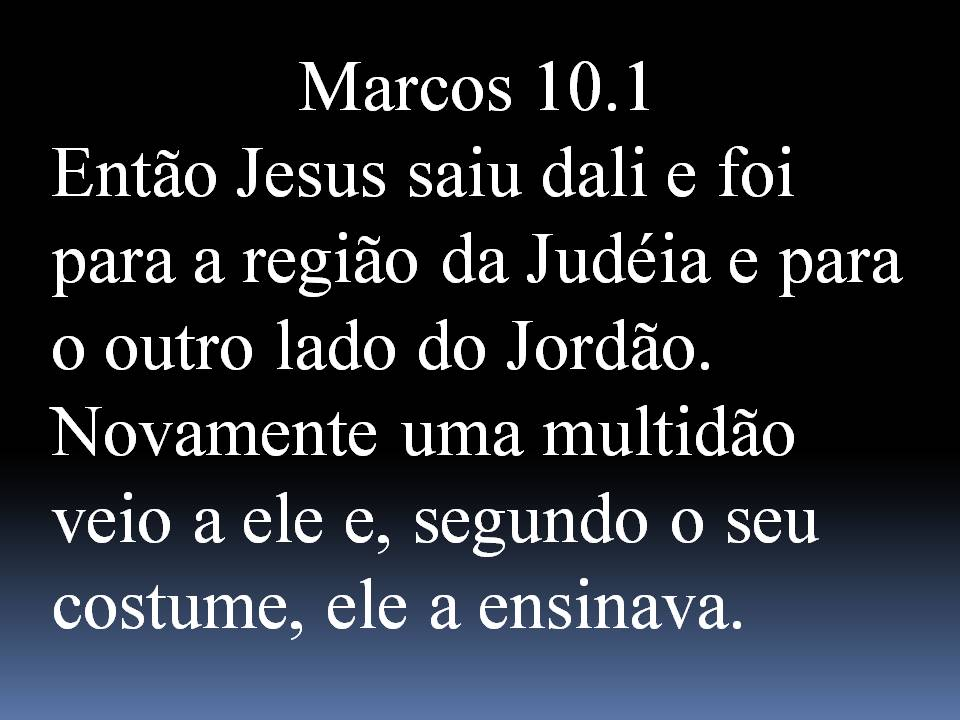 Marcos 10.1
Então Jesus saiu dali e foi
para a região da Judéia e para
o outro lado do Jordão.
Novamente uma multidão
veio a ele e, segundo o seu
costume, ele a ensinava.